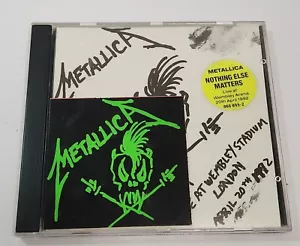 METALLICA
METALLICA
METALLICA
NOTHING ELSE
MATTERS
Live at
Wembley Arena
20th April 1992
AT WEMBLEY STADIUM
LONDON
APRIL 20TH 1992